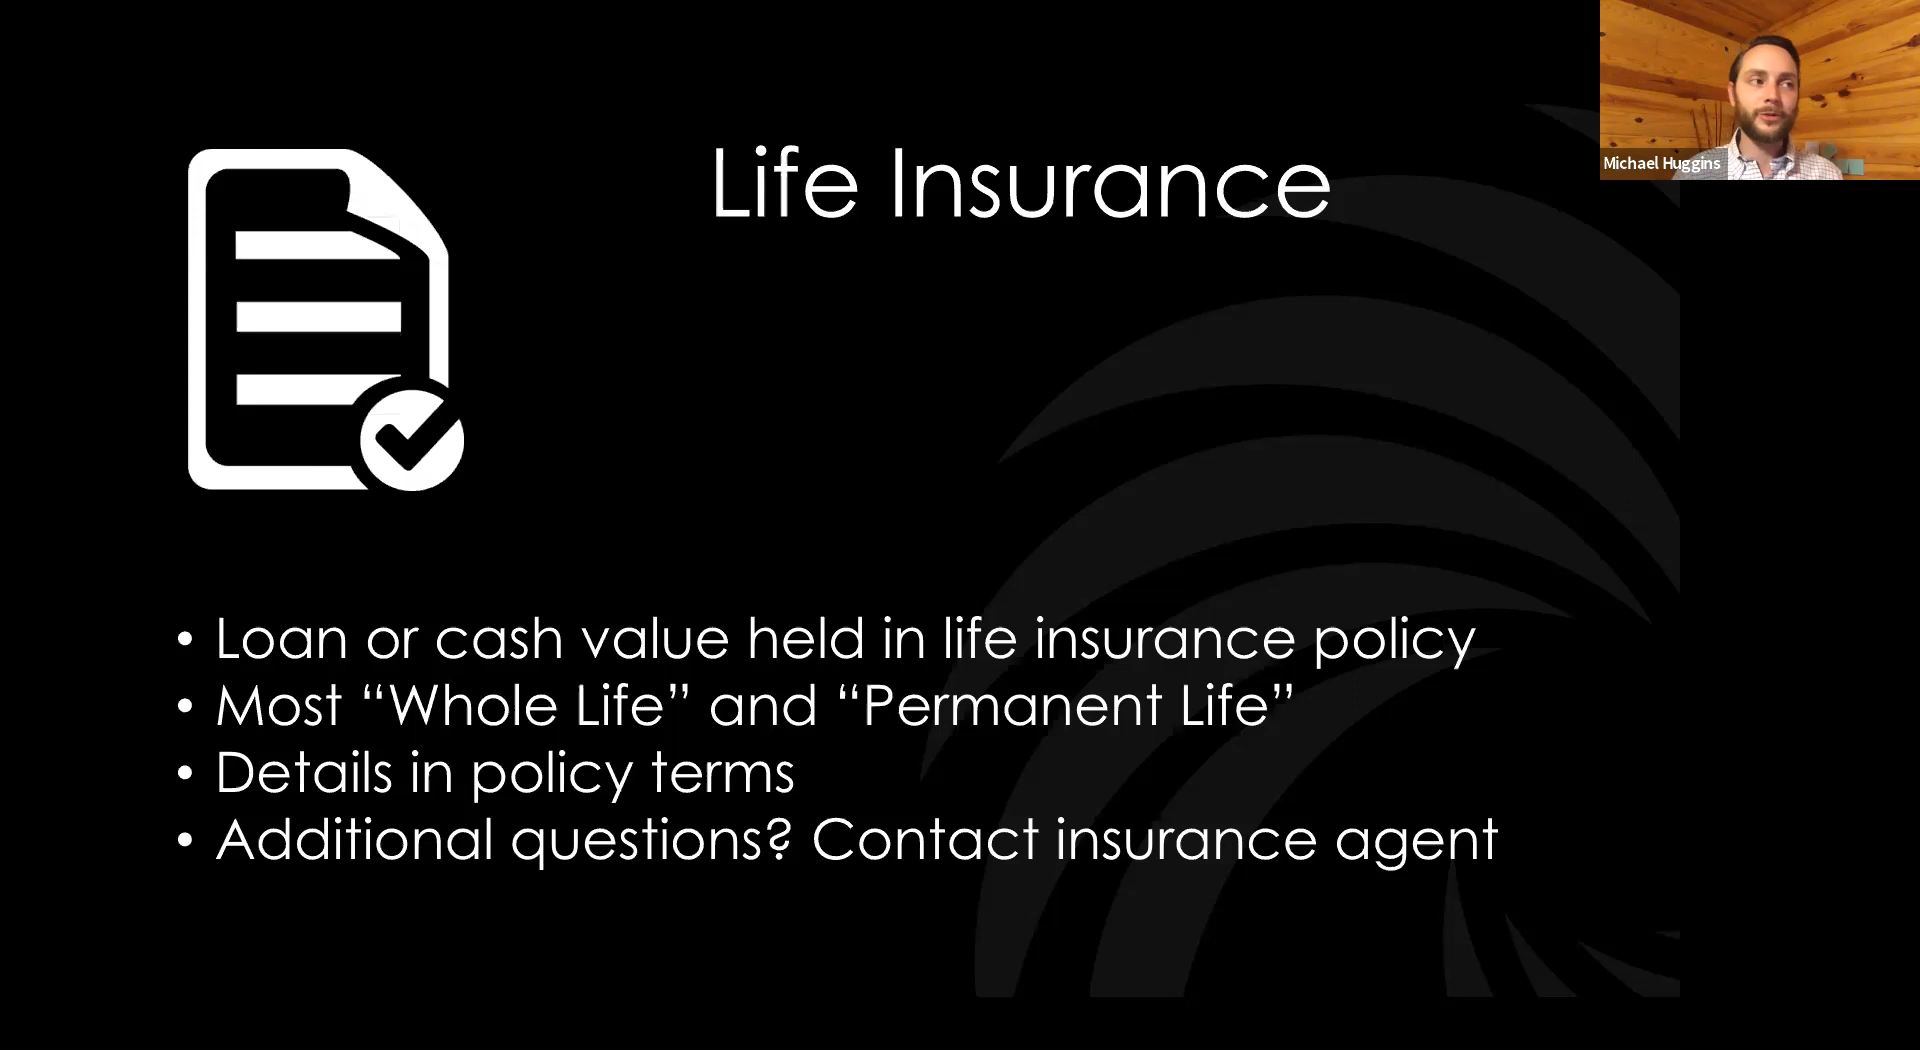 Life Insurance
Michael Huggins
• Loan or cash value held in life insurance policy
• Most “Whole Life” and “Permanent Life”
• Details in policy terms
• Additional questions? Contact insurance agent